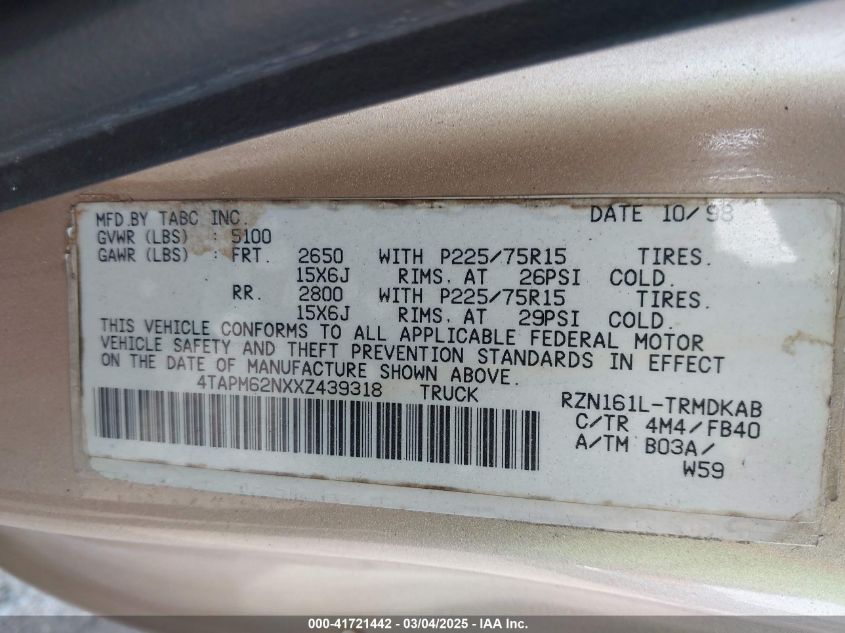 MFD.BY TABC INC. DATE 10/98
GVWR (LBS) : 5100
GAWR (LBS) : FRT. 2650 WITH P225/75R15 TIRES.
15X6J RIMS. AT 26PSI COLD.
RR. 2800 WITH P225/75R15 TIRES.
15X6J RIMS. AT 29PSI COLD.
THIS VEHICLE CONFORMS TO ALL APPLICABLE FEDERAL MOTOR
VEHICLE SAFETY AND THEFT PREVENTION STANDARDS IN EFFECT
ON THE DATE OF MANUFACTURE SHOWN ABOVE.
4TAPM62NXXZ439318 TRUCK RZN161L-TRMDKAB
C/TR 4M4/FB40
A/TM B03A/
W59
000-41721442 - 03/04/2025 - IAA Inc.